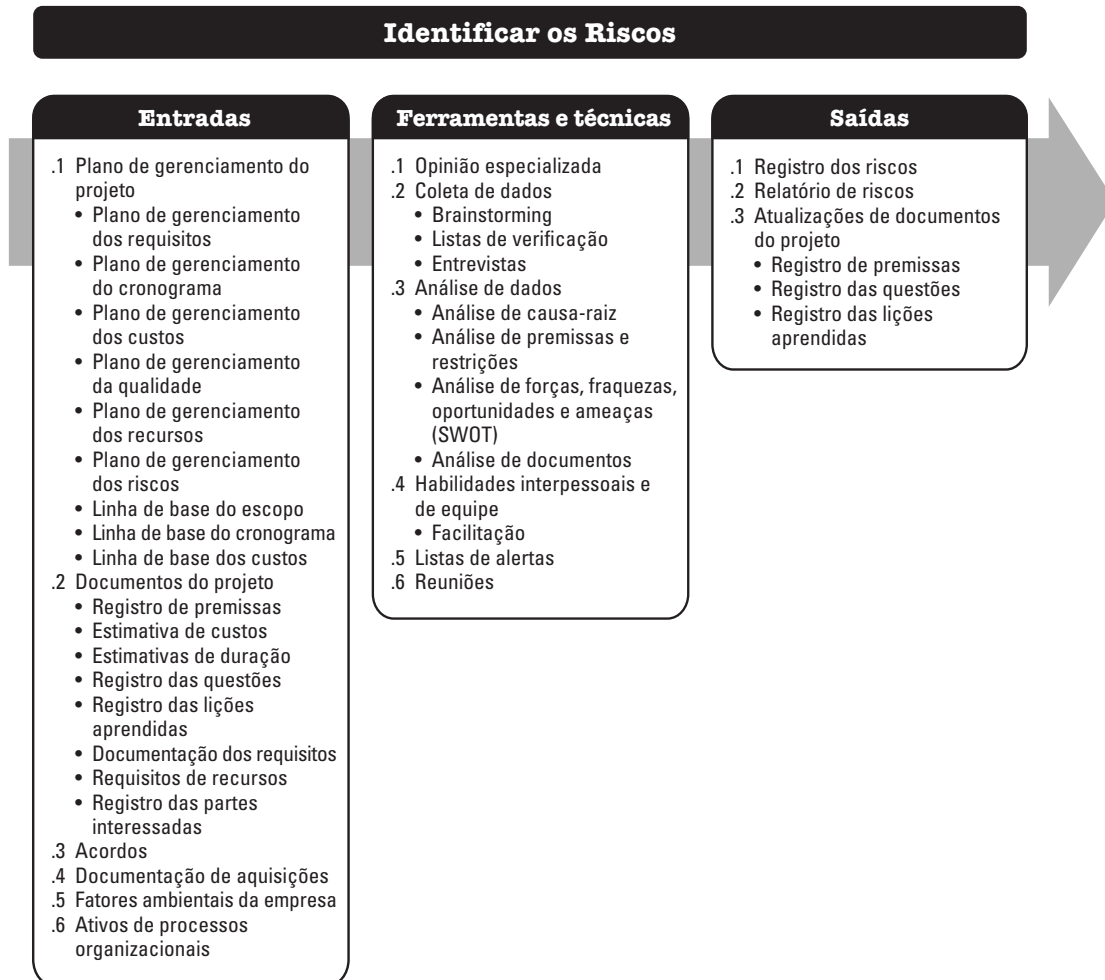 Identificar os Riscos
Entradas
.1 Plano de gerenciamento do
projeto
• Plano de gerenciamento
dos requisitos
• Plano de gerenciamento
do cronograma
• Plano de gerenciamento
dos custos
• Plano de gerenciamento
da qualidade
• Plano de gerenciamento
dos recursos
• Plano de gerenciamento
dos riscos
• Linha de base do escopo
• Linha de base do cronograma
• Linha de base dos custos
.2 Documentos do projeto
• Registro de premissas
• Estimativa de custos
• Estimativas de duração
• Registro das questões
• Registro das lições
aprendidas
• Documentação dos requisitos
• Requisitos de recursos
• Registro das partes
interessadas
.3 Acordos
.4 Documentação de aquisições
.5 Fatores ambientais da empresa
.6 Ativos de processos
organizacionais
Ferramentas e técnicas
.1 Opinião especializada
.2 Coleta de dados
• Brainstorming
• Listas de verificação
• Entrevistas
.3 Análise de dados
• Análise de causa-raiz
• Análise de premissas e
restrições
• Análise de forças, fraquezas,
oportunidades e ameaças
(SWOT)
• Análise de documentos
.4 Habilidades interpessoais e
de equipe
• Facilitação
.5 Listas de alertas
.6 Reuniões
Saídas
.1 Registro dos riscos
.2 Relatório de riscos
.3 Atualizações de documentos
do projeto
• Registro de premissas
• Registro das questões
• Registro das lições
aprendidas